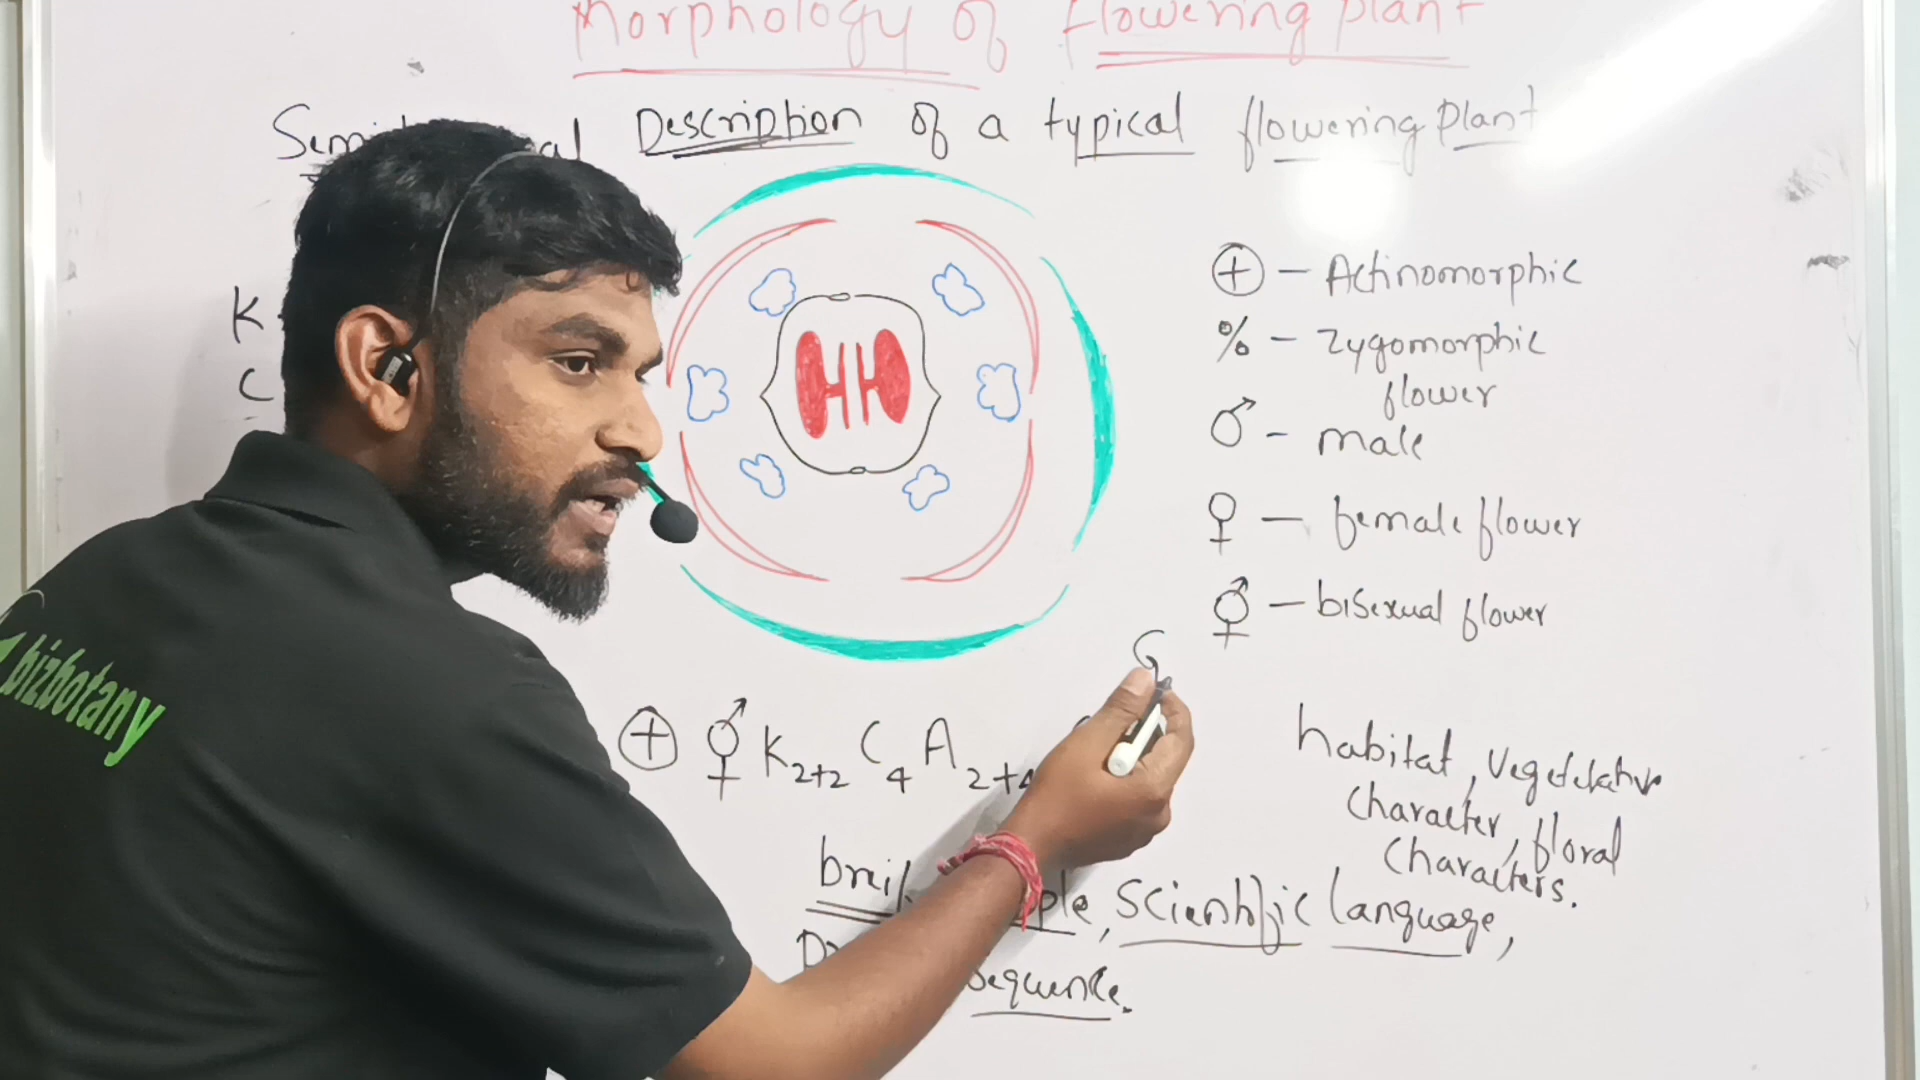 Morphology of flowering plant
Description of a typical flowering plant
K
C
⊕ – Actinomorphic
% – zygomorphic
flower
♂ – male
♀ – female flower
⚥ – bisexual flower
G
⊕ ⚥ K2+2 C4 A2+4
habitat, vegetative
character, floral
characters.
scientific language,
sequence.
bizbotany